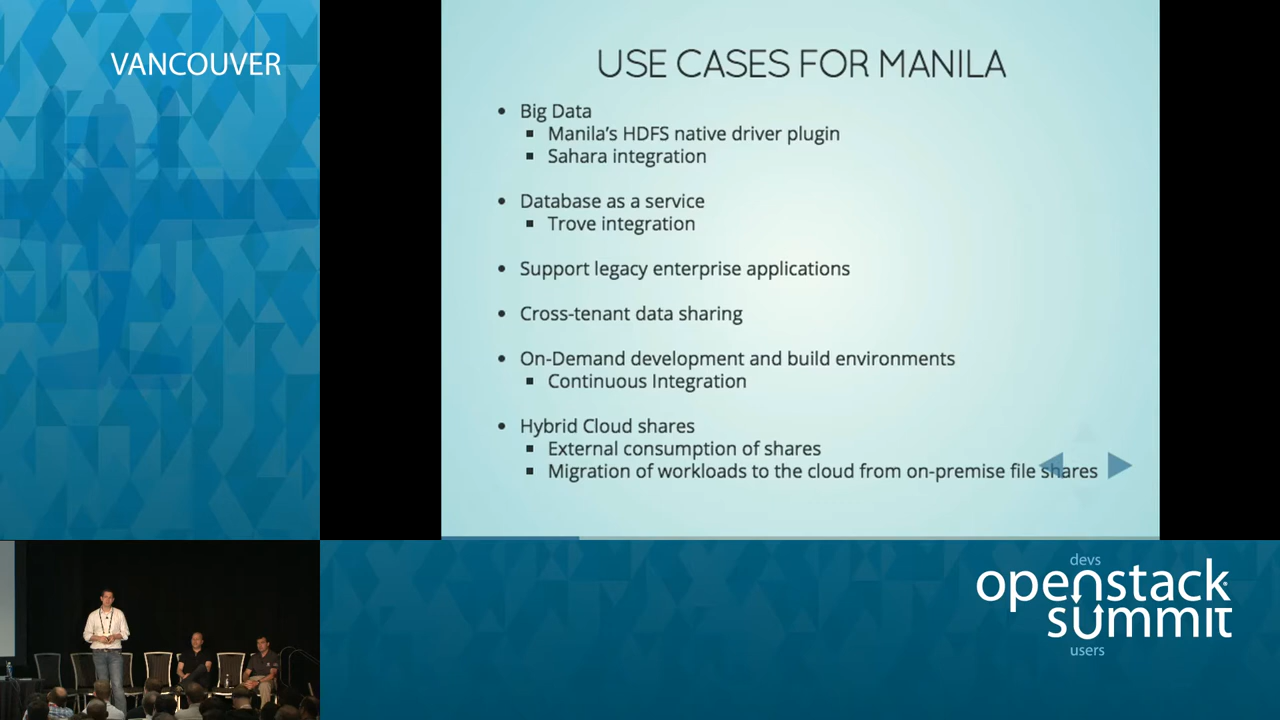 VANCOUVER
USE CASES FOR MANILA
• Big Data
▪ Manila’s HDFS native driver plugin
▪ Sahara integration
• Database as a service
▪ Trove integration
• Support legacy enterprise applications
• Cross-tenant data sharing
• On-Demand development and build environments
▪ Continuous Integration
• Hybrid Cloud shares
▪ External consumption of shares
▪ Migration of workloads to the cloud from on-premise file shares
devs
openstack
summit
users